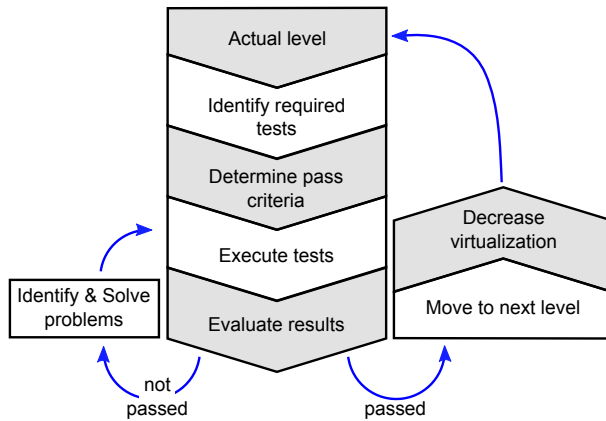 Actual level
Identify required
tests
Determine pass
criteria
Execute tests
Evaluate results
Identify & Solve
problems
not
passed
passed
Decrease
virtualization
Move to next level